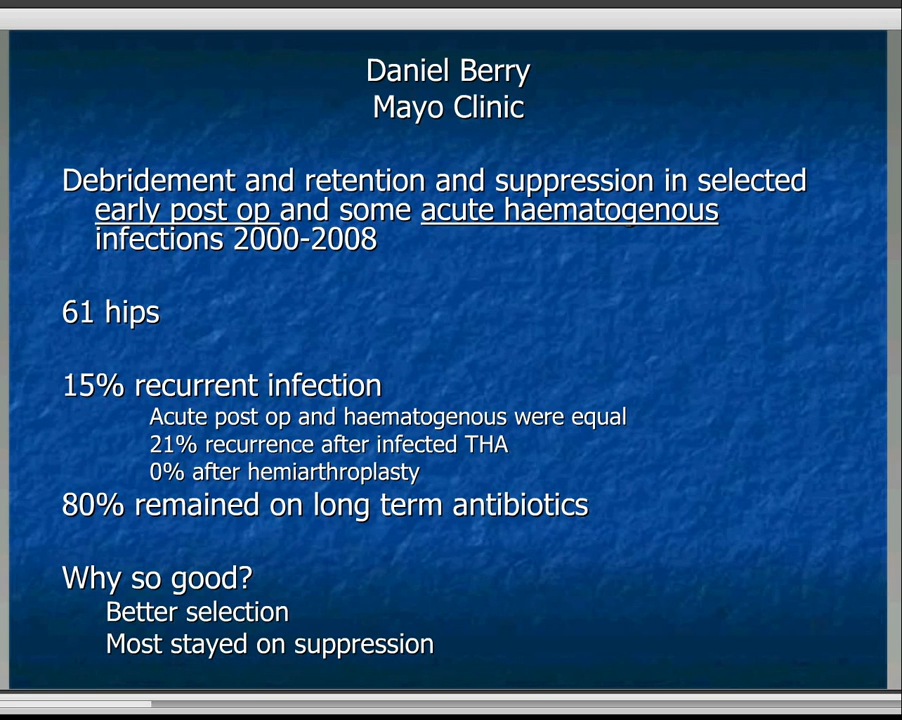 Daniel Berry
Mayo Clinic
Debridement and retention and suppression in selected
early post op and some acute haematogenous
infections 2000-2008
61 hips
15% recurrent infection
Acute post op and haematogenous were equal
21% recurrence after infected THA
0% after hemiarthroplasty
80% remained on long term antibiotics
Why so good?
Better selection
Most stayed on suppression